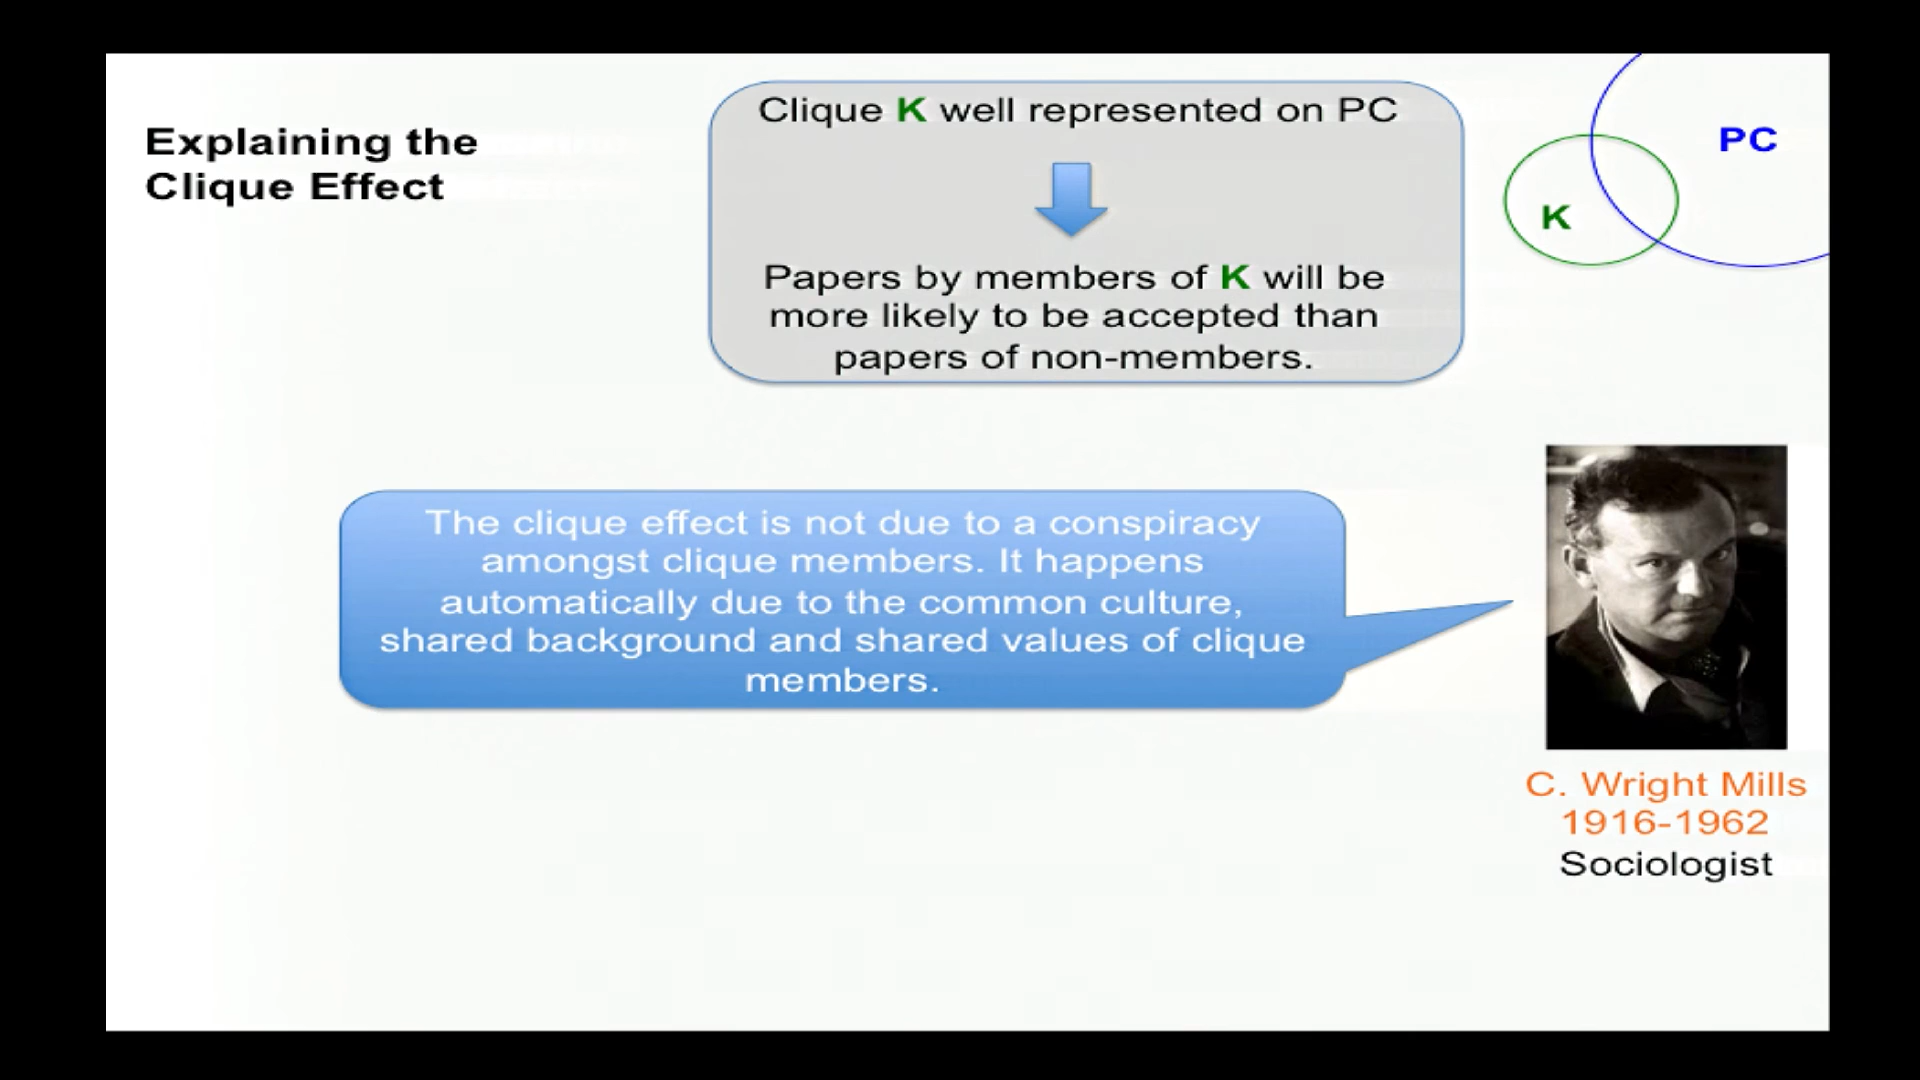 Explaining the
Clique Effect
Clique K well represented on PC
Papers by members of K will be
more likely to be accepted than
papers of non-members.
PC
K
The clique effect is not due to a conspiracy
amongst clique members. It happens
automatically due to the common culture,
shared background and shared values of clique
members.
C. Wright Mills
1916-1962
Sociologist